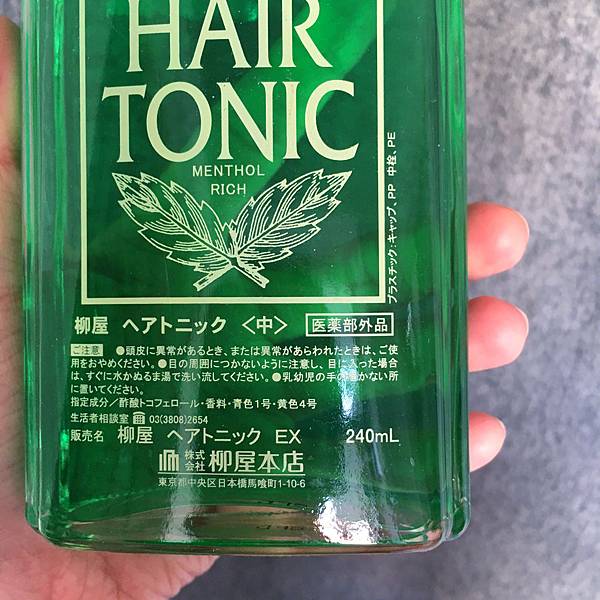 HAIR
TONIC
MENTHOL
RICH
プラスチック:キャップ、PP 中栓、PE
柳屋 ヘアトニック〈中〉 医薬部外品
ご注意 ●頭皮に異常があるとき、または異常があらわれたときは、ご使
用をおやめください。●目の周囲につかないように注意し、目に入った場合
は、すぐに水かぬるま湯で洗い流してください。●乳幼児の手の届かない所
に置いてください。
指定成分/酢酸トコフェロール・香料・青色1号・黄色4号
生活者相談室☎03(3808)2654
販売名 柳屋 ヘアトニック EX 240mL
株式会社 柳屋本店
東京都中央区日本橋馬喰町1-10-6